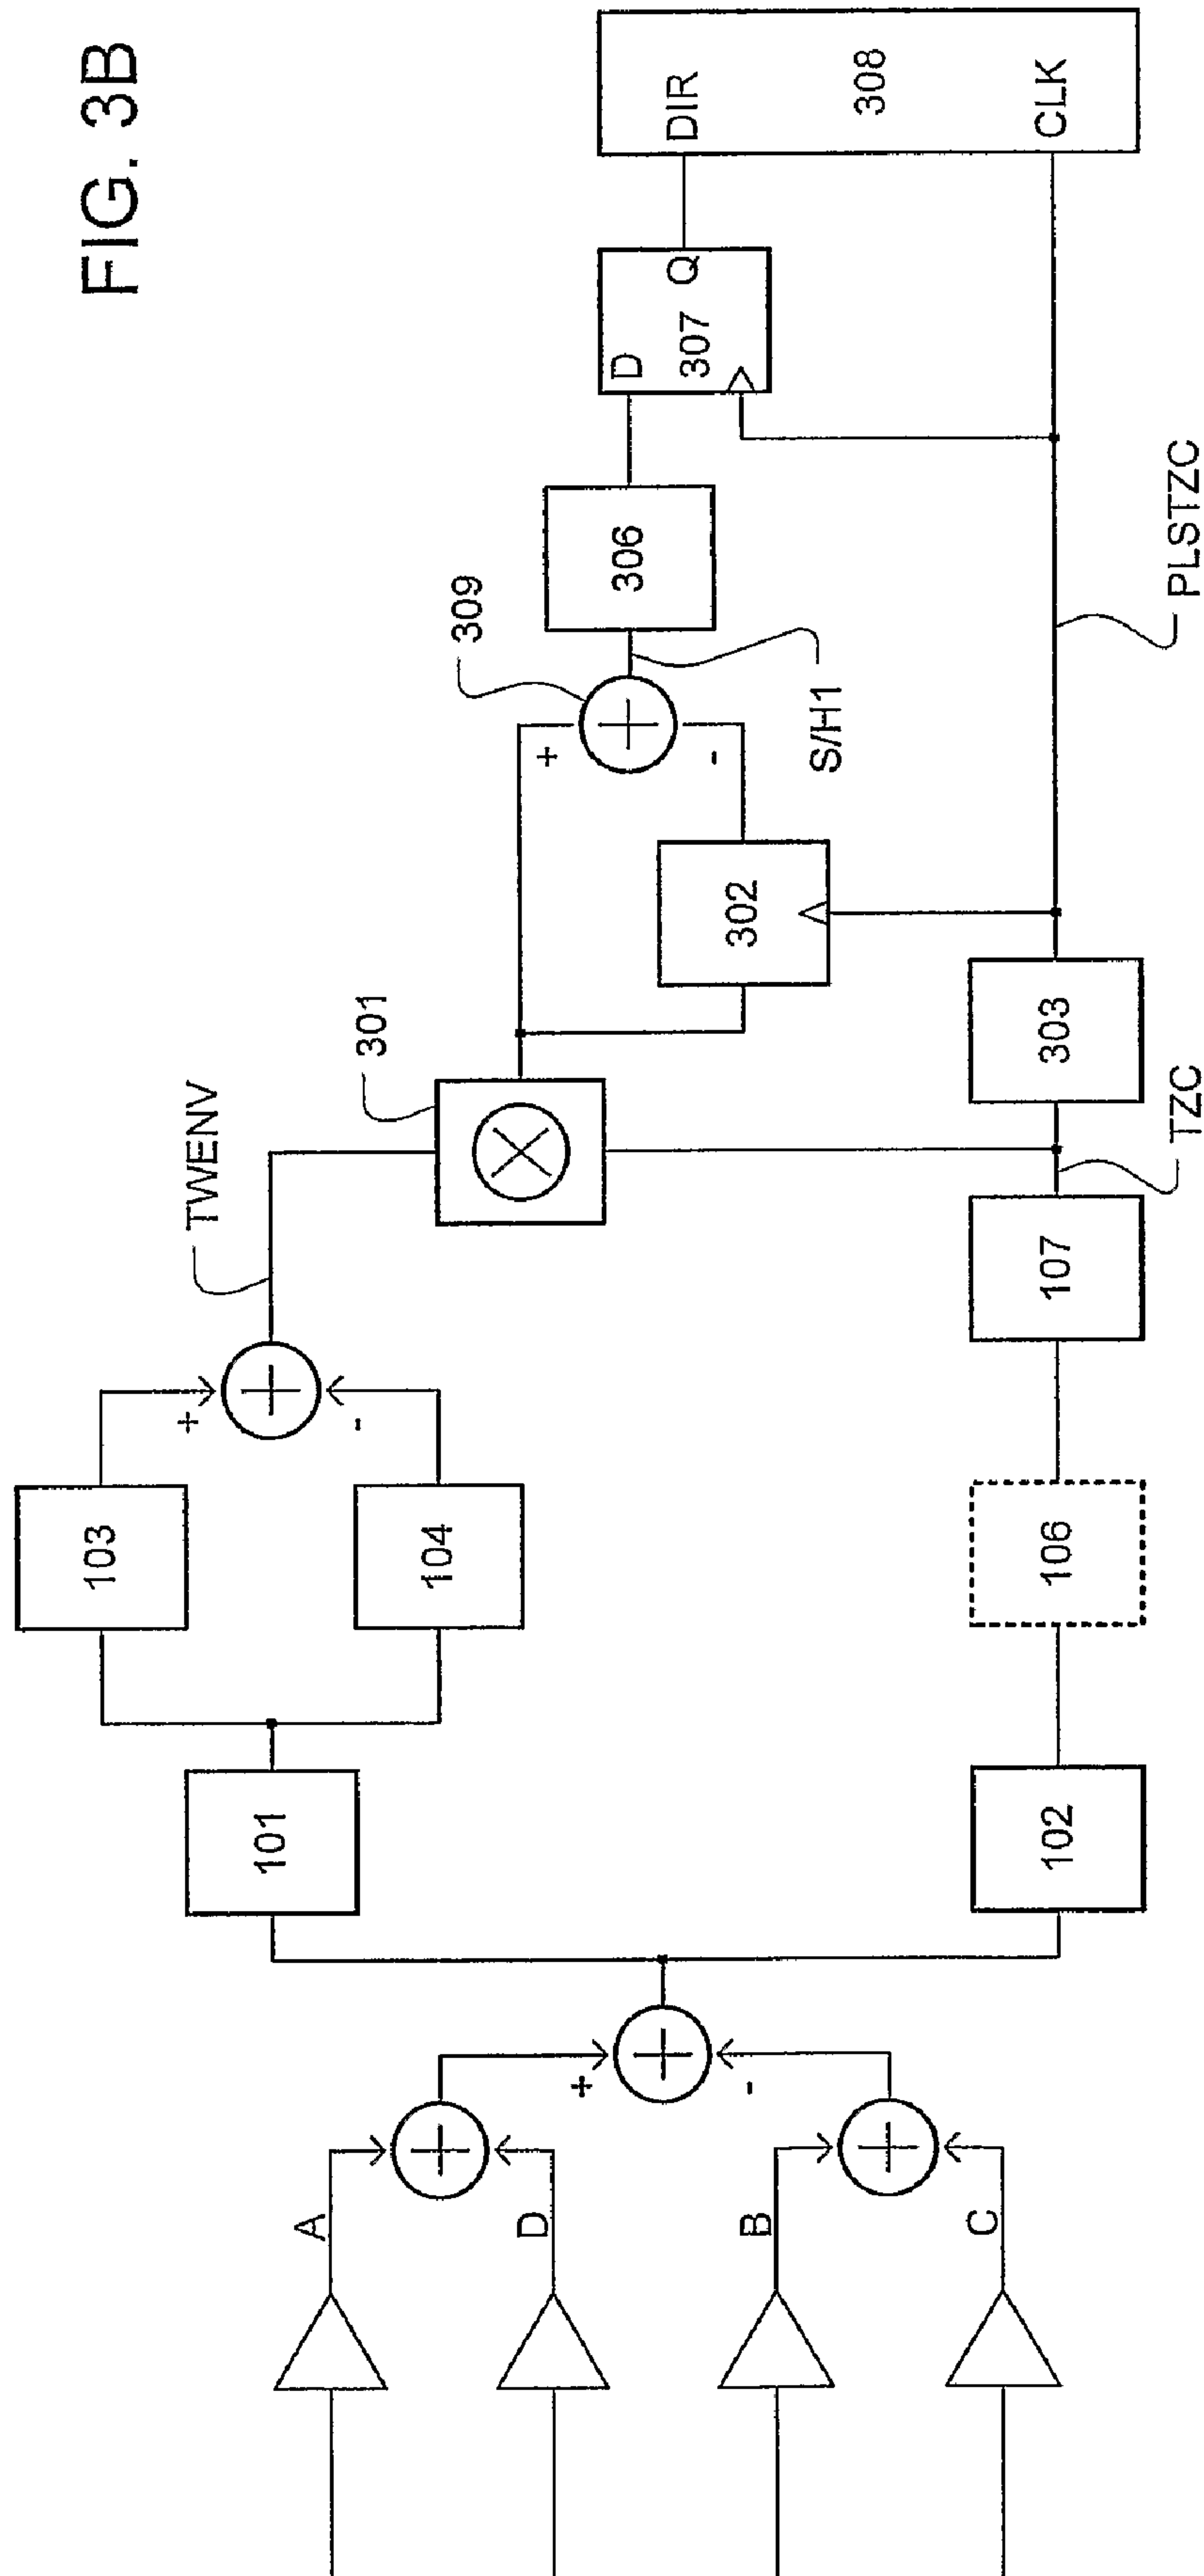 FIG. 3B
A
D
B
C
+
-
101
102
103
104
+
-
TWENV
106
107
TZC
301
303
302
+
-
309
S/H1
306
PLSTZC
D
Q
307
DIR
308
CLK